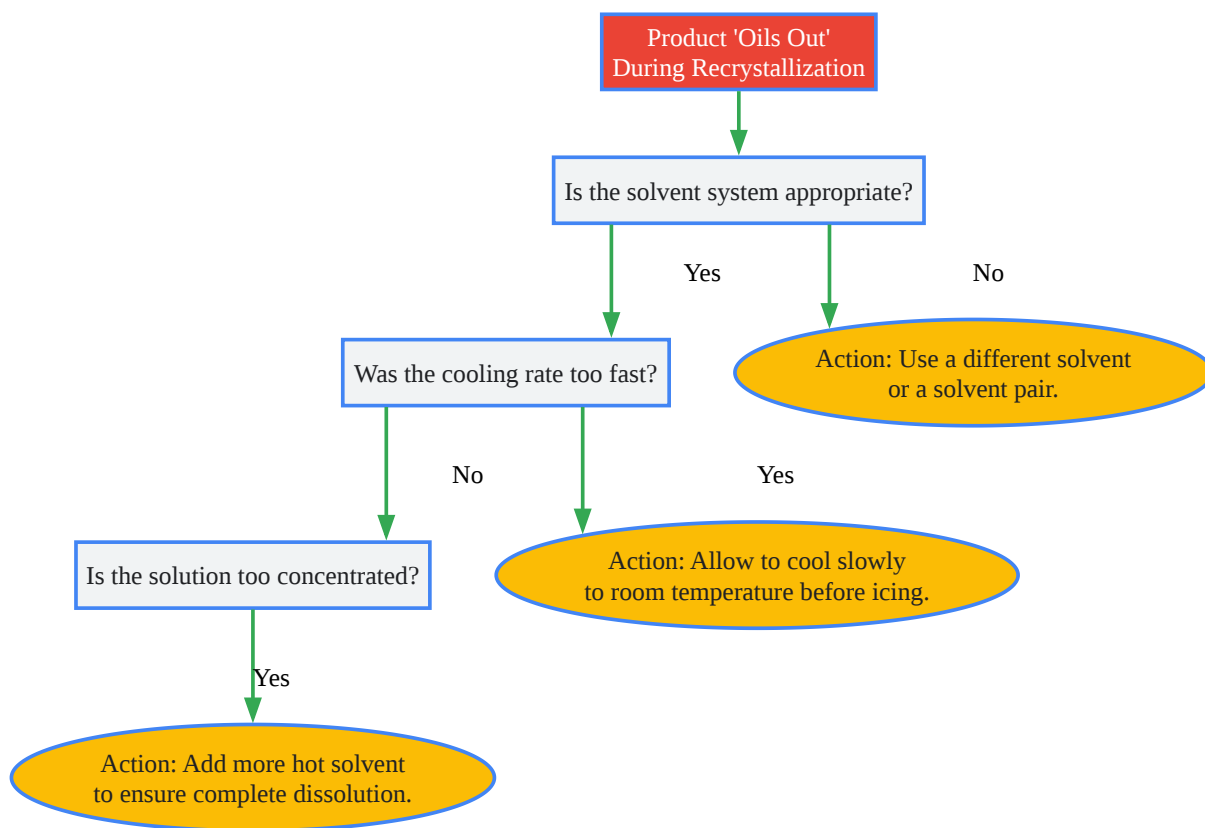 Product 'Oils Out'
During Recrystallization
Is the solvent system appropriate?
Yes
No
Was the cooling rate too fast?
Action: Use a different solvent
or a solvent pair.
No
Yes
Is the solution too concentrated?
Action: Allow to cool slowly
to room temperature before icing.
Yes
Action: Add more hot solvent
to ensure complete dissolution.